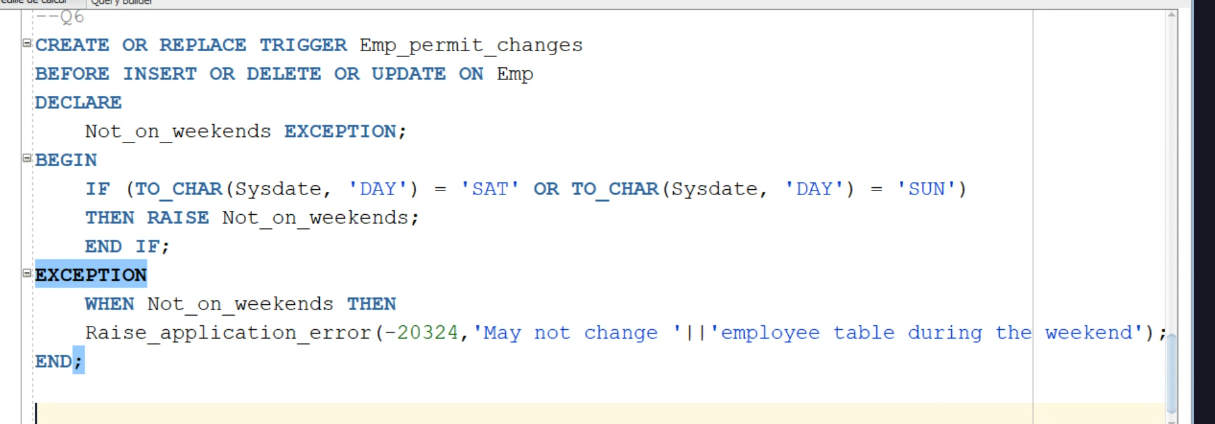 Query Builder
--Q6
CREATE OR REPLACE TRIGGER Emp_permit_changes
BEFORE INSERT OR DELETE OR UPDATE ON Emp
DECLARE
    Not_on_weekends EXCEPTION;
BEGIN
    IF (TO_CHAR(Sysdate, 'DAY') = 'SAT' OR TO_CHAR(Sysdate, 'DAY') = 'SUN')
    THEN RAISE Not_on_weekends;
    END IF;
EXCEPTION
    WHEN Not_on_weekends THEN
    Raise_application_error(-20324,'May not change '||'employee table during the weekend');
END;